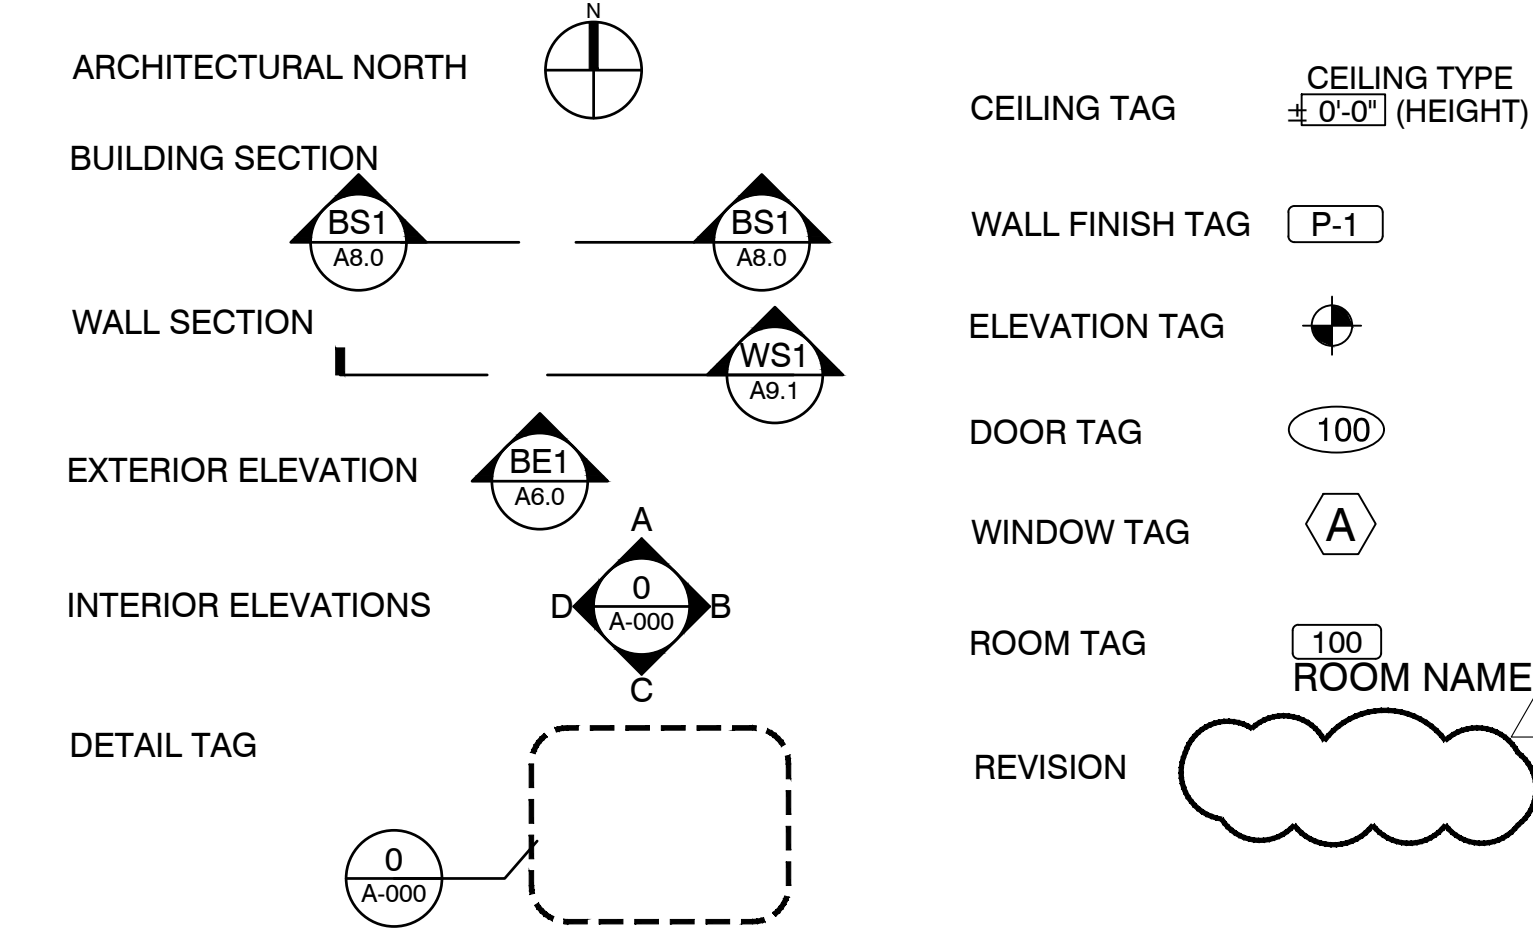 N
ARCHITECTURAL NORTH
BUILDING SECTION
BS1
A8.0
BS1
A8.0
WALL SECTION
WS1
A9.1
EXTERIOR ELEVATION
BE1
A6.0
INTERIOR ELEVATIONS
A
D
0
A-000
B
C
DETAIL TAG
0
A-000
CEILING TAG
CEILING TYPE
± 0'-0" (HEIGHT)
WALL FINISH TAG
P-1
ELEVATION TAG
DOOR TAG
100
WINDOW TAG
A
ROOM TAG
100
ROOM NAME
REVISION